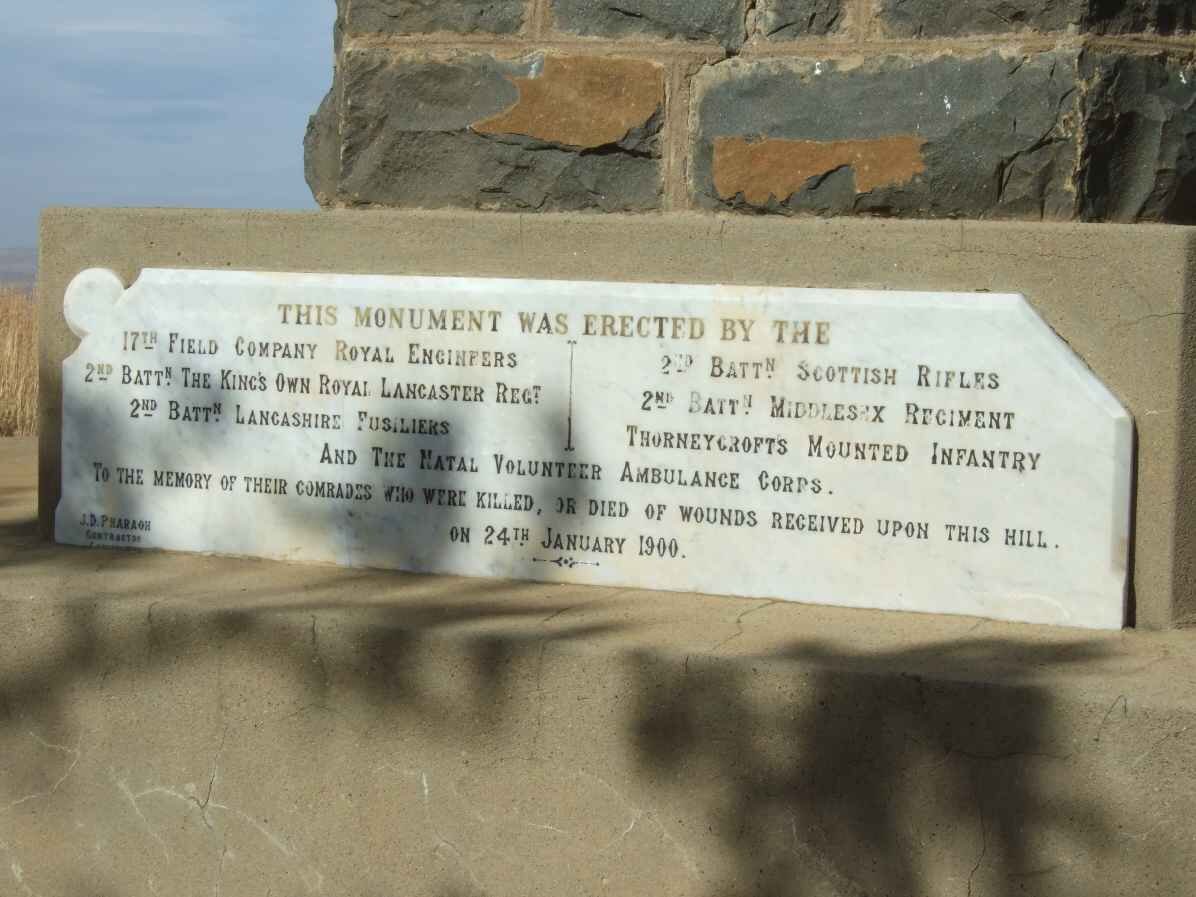 THIS MONUMENT WAS ERECTED BY THE
17TH FIELD COMPANY ROYAL ENGINEERS
2ND BATTN. THE KING'S OWN ROYAL LANCASTER REGT.
2ND BATTN. LANCASHIRE FUSILIERS
2ND BATTN. SCOTTISH RIFLES
2ND BATTN. MIDDLESEX REGIMENT
THORNEYCROFT'S MOUNTED INFANTRY
AND THE NATAL VOLUNTEER AMBULANCE CORPS.
TO THE MEMORY OF THEIR COMRADES WHO WERE KILLED, OR DIED OF WOUNDS RECEIVED UPON THIS HILL.
ON 24TH JANUARY 1900.
J.D. PHARAOH
CONTRACTOR